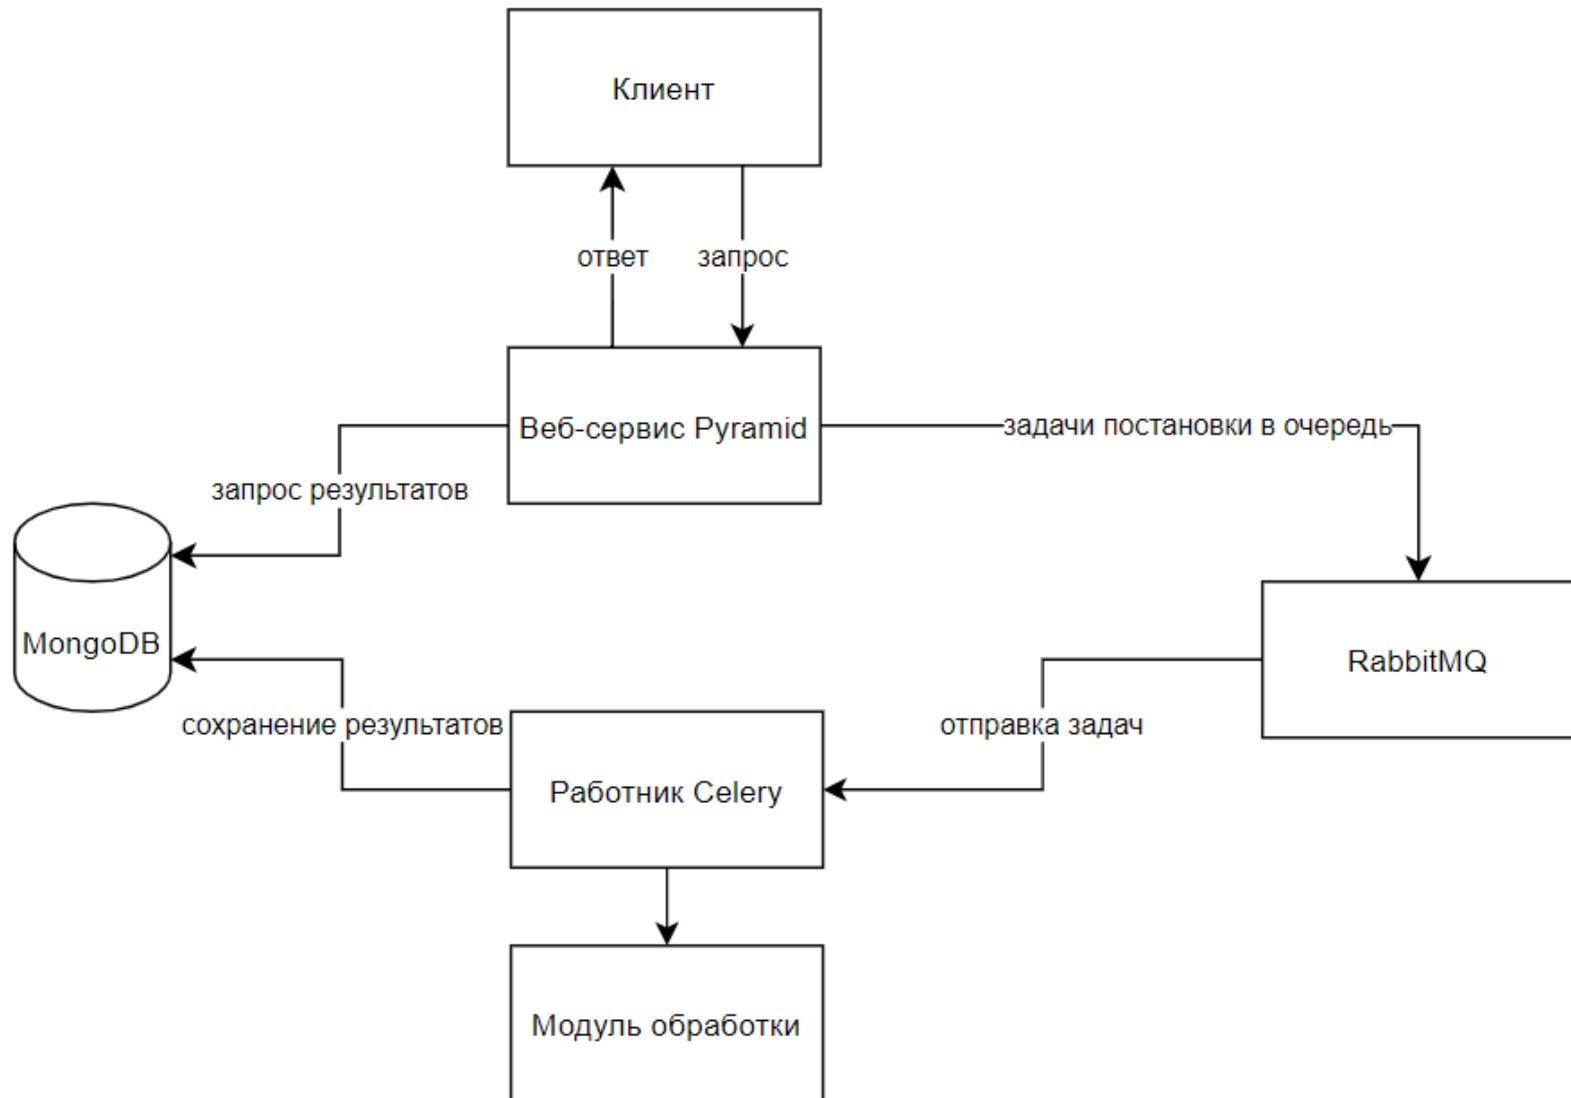 Клиент
ответ
запрос
Веб-сервис Pyramid
задачи постановки в очередь
запрос результатов
MongoDB
RabbitMQ
сохранение результатов
отправка задач
Работник Celery
Модуль обработки